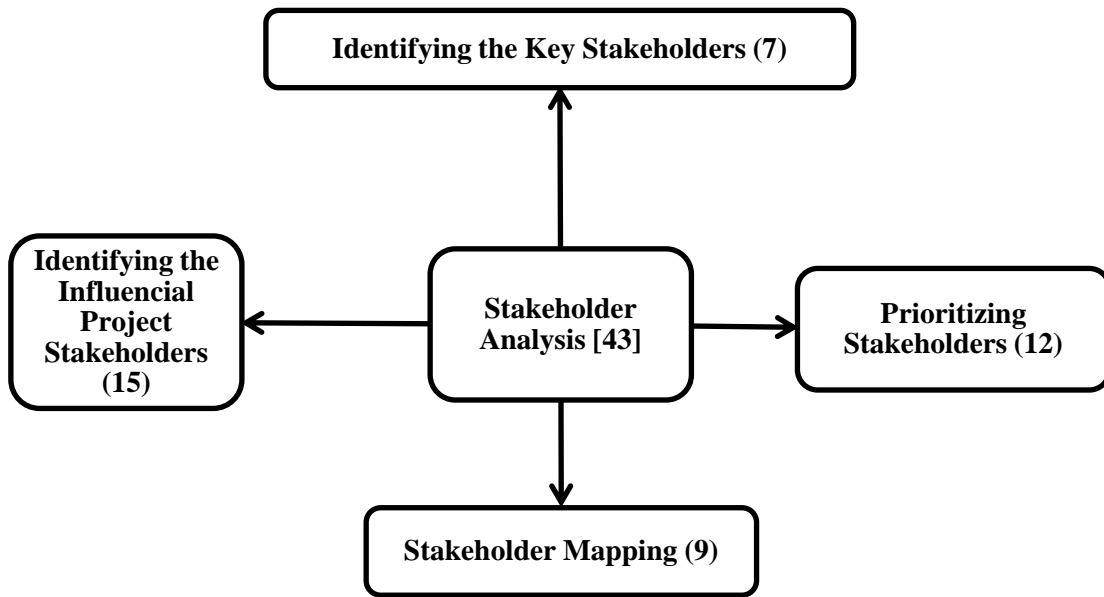 Identifying the Key Stakeholders (7)
Identifying the
Influencial
Project
Stakeholders
(15)
Stakeholder
Analysis [43]
Prioritizing
Stakeholders (12)
Stakeholder Mapping (9)